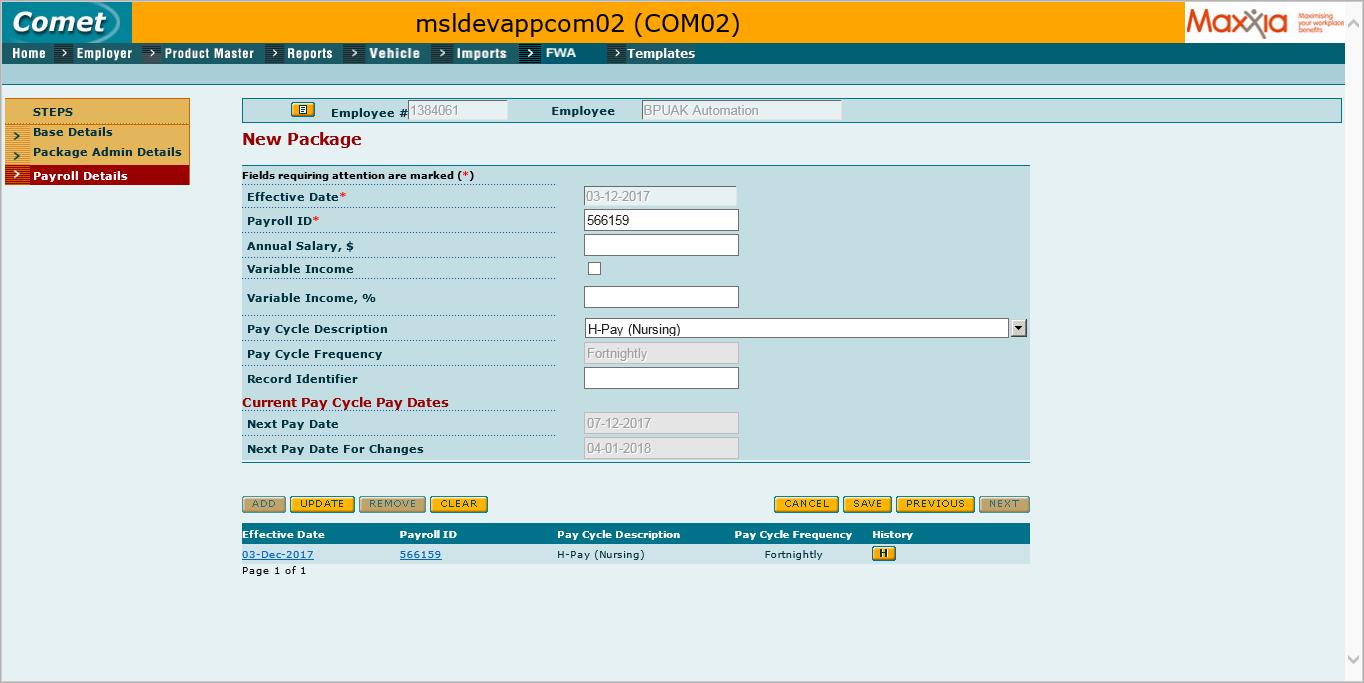 Comet
msldevappcom02 (COM02)
Maxxia Maximising your workplace benefits
Home > Employer > Product Master > Reports > Vehicle > Imports > FWA > Templates
STEPS
> Base Details
> Package Admin Details
> Payroll Details
Employee # 1384061 Employee BPUAK Automation
New Package
Fields requiring attention are marked (*)
Effective Date* 03-12-2017
Payroll ID* 566159
Annual Salary, $
Variable Income
Variable Income, %
Pay Cycle Description H-Pay (Nursing)
Pay Cycle Frequency Fortnightly
Record Identifier
Current Pay Cycle Pay Dates
Next Pay Date 07-12-2017
Next Pay Date For Changes 04-01-2018
ADD UPDATE REMOVE CLEAR CANCEL SAVE PREVIOUS NEXT
Effective Date Payroll ID Pay Cycle Description Pay Cycle Frequency History
03-Dec-2017 566159 H-Pay (Nursing) Fortnightly H
Page 1 of 1